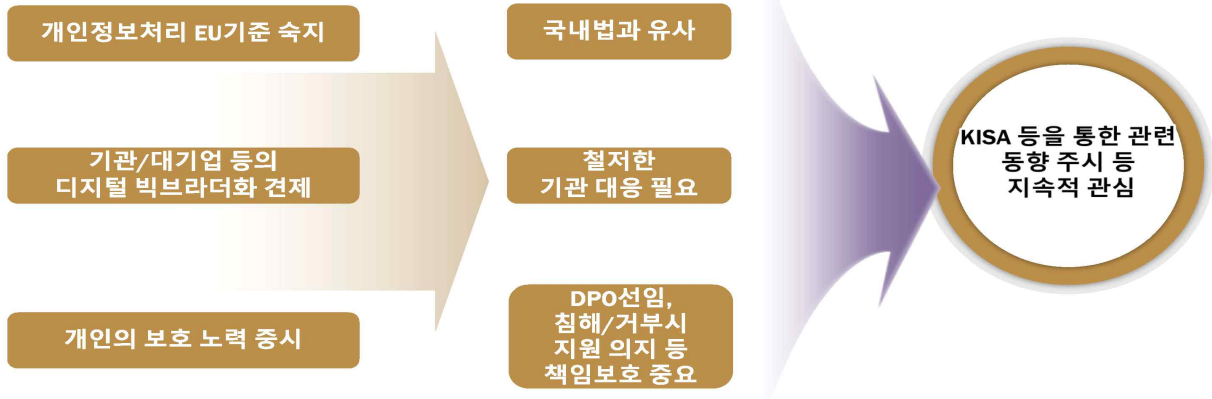 개인정보처리 EU기준 숙지
기관/대기업 등의
디지털 빅브라더화 견제
개인의 보호 노력 중시
국내법과 유사
철저한
기관 대응 필요
DPO선임,
침해/거부시
지원 의지 등
책임보호 중요
KISA 등을 통한 관련
동향 주시 등
지속적 관심